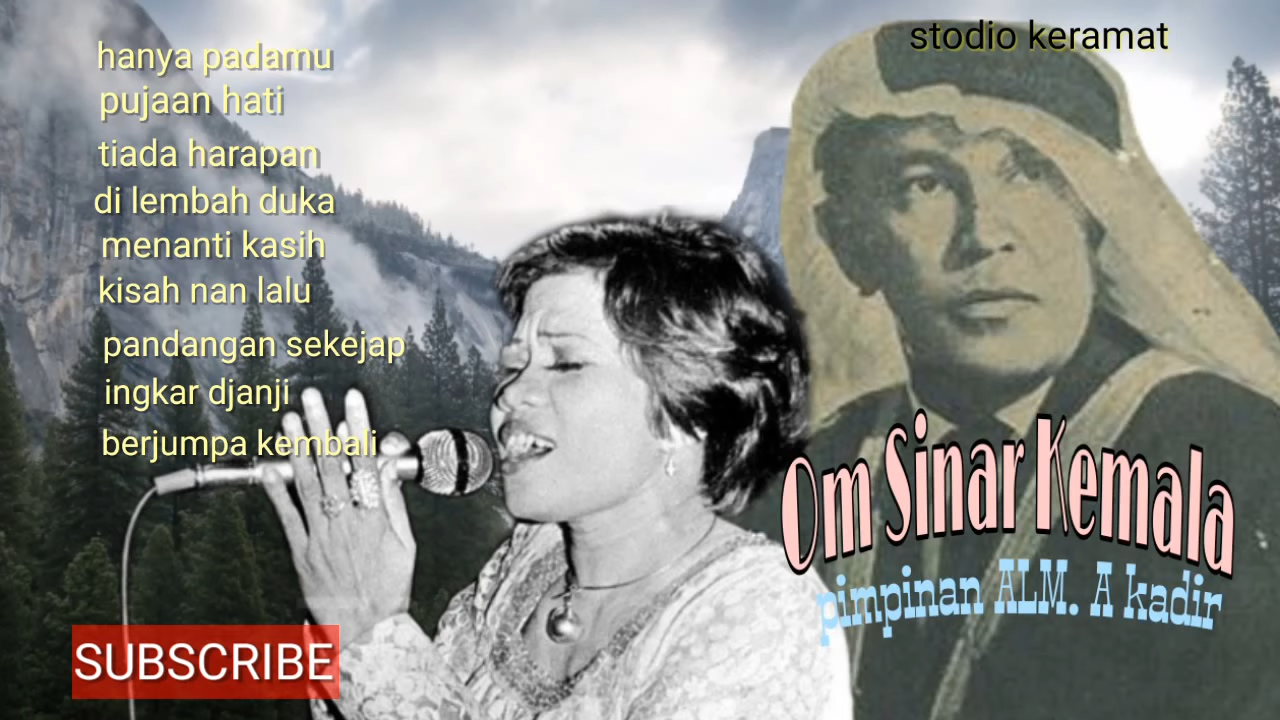 hanya padamu
pujaan hati
tiada harapan
di lembah duka
menanti kasih
kisah nan lalu
pandangan sekejap
ingkar djanji
berjumpa kembali
SUBSCRIBE
stodio keramat
Om Sinar Kemala
pimpinan ALM. A kadir